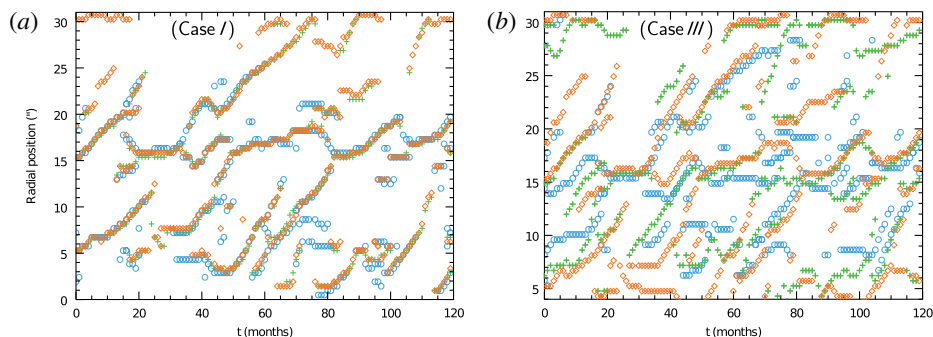 (a) (Case I) (b) (Case III)
30 30
25 25
20 20
15 15
10 10
5 5
0
Radial position (")
0 20 40 60 80 100 120 0 20 40 60 80 100 120
t (months) t (months)